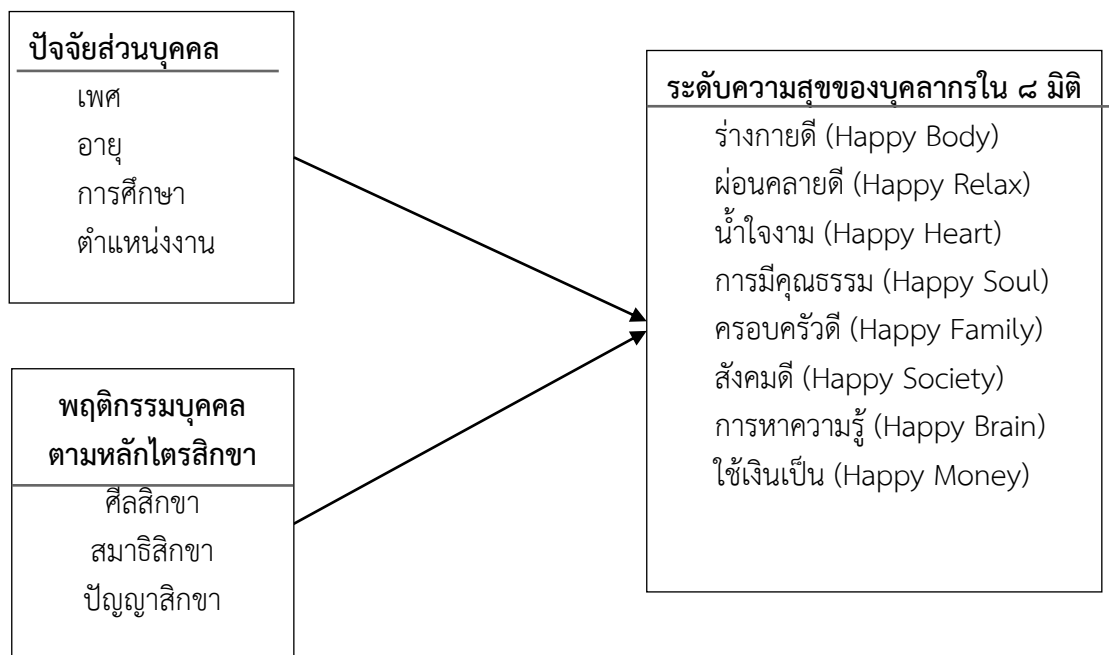 ปัจจัยส่วนบุคคล
เพศ
อายุ
การศึกษา
ตำแหน่งงาน
พฤติกรรมบุคคล
ตามหลักไตรสิกขา
ศีลสิกขา
สมาธิสิกขา
ปัญญาสิกขา
ระดับความสุขของบุคลากรใน ๘ มิติ
ร่างกายดี (Happy Body)
ผ่อนคลายดี (Happy Relax)
น้ำใจงาม (Happy Heart)
การมีคุณธรรม (Happy Soul)
ครอบครัวดี (Happy Family)
สังคมดี (Happy Society)
การหาความรู้ (Happy Brain)
ใช้เงินเป็น (Happy Money)